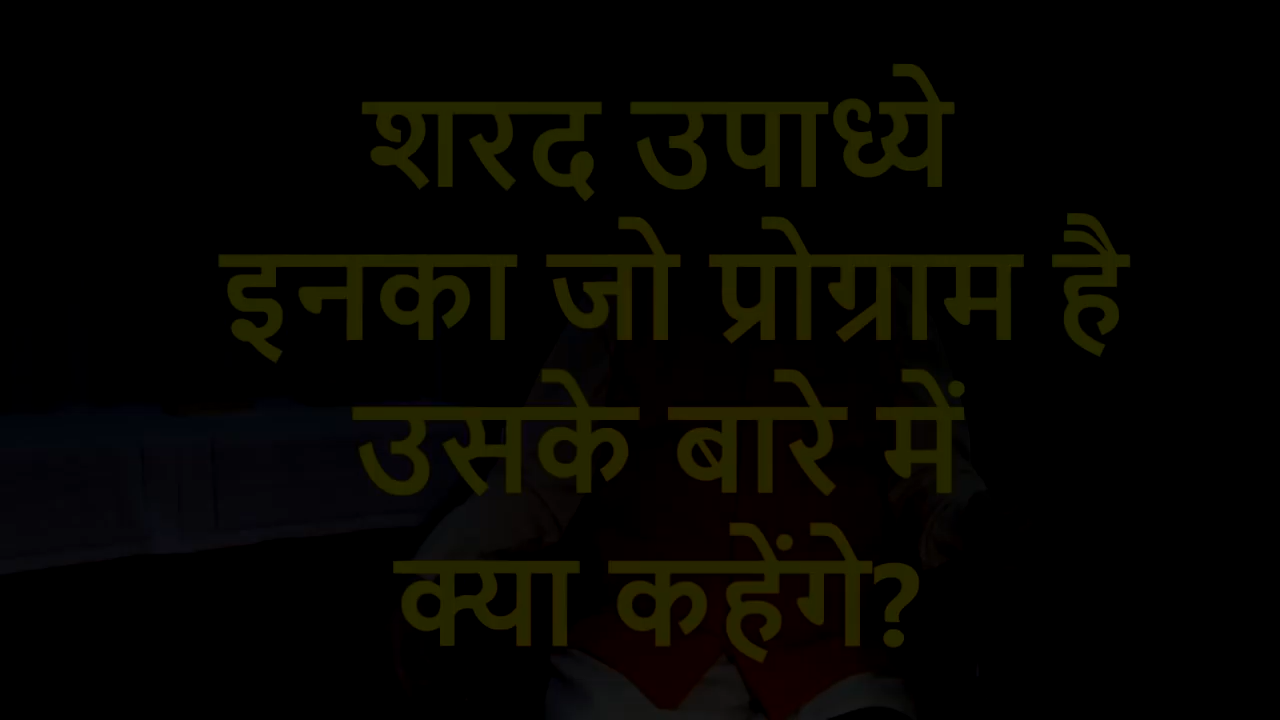 शरद उपाध्ये
इनका जो प्रोग्राम है
उसके बारे में
क्या कहेंगे?